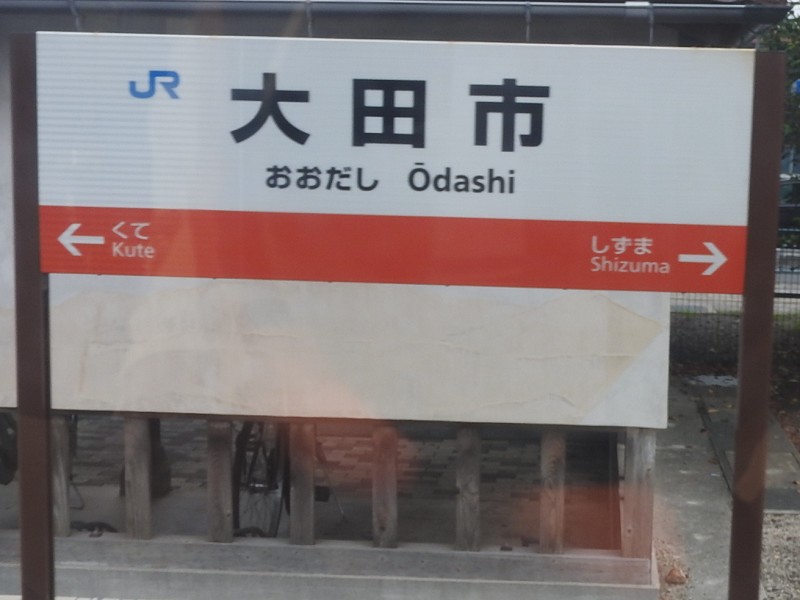 JR
大田市
おおだし Ōdashi
← くて
Kute
しずま →
Shizuma